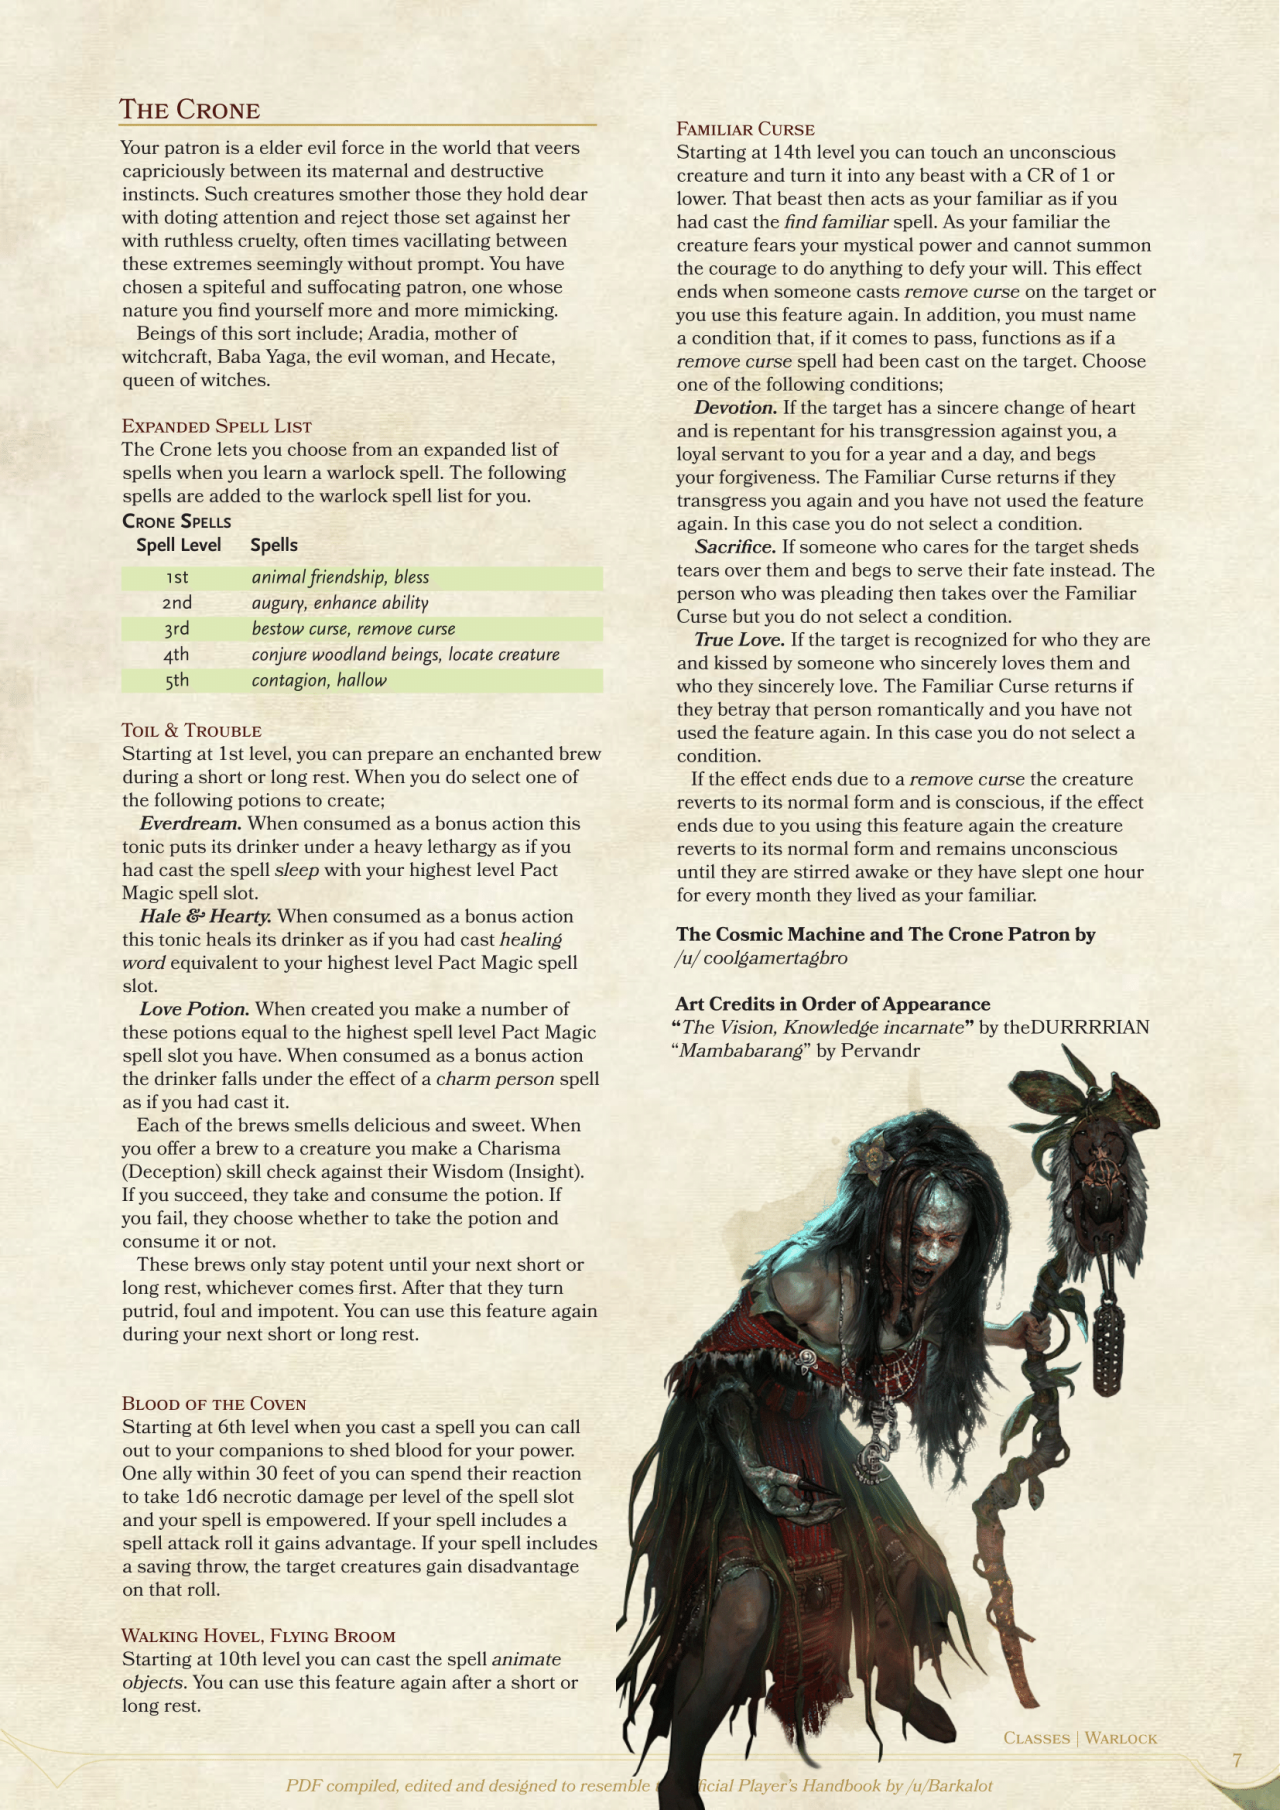 The Crone
Your patron is a elder evil force in the world that veers
capriciously between its maternal and destructive
instincts. Such creatures smother those they hold dear
with doting attention and reject those set against her
with ruthless cruelty, often times vacillating between
these extremes seemingly without prompt. You have
chosen a spiteful and suffocating patron, one whose
nature you find yourself more and more mimicking.
Beings of this sort include; Aradia, mother of
witchcraft, Baba Yaga, the evil woman, and Hecate,
queen of witches.
Expanded Spell List
The Crone lets you choose from an expanded list of
spells when you learn a warlock spell. The following
spells are added to the warlock spell list for you.
Crone Spells
Spell Level Spells
1st animal friendship, bless
2nd augury, enhance ability
3rd bestow curse, remove curse
4th conjure woodland beings, locate creature
5th contagion, hallow
Toil & Trouble
Starting at 1st level, you can prepare an enchanted brew
during a short or long rest. When you do select one of
the following potions to create;
Everdream. When consumed as a bonus action this
tonic puts its drinker under a heavy lethargy as if you
had cast the spell sleep with your highest level Pact
Magic spell slot.
Hale & Hearty. When consumed as a bonus action
this tonic heals its drinker as if you had cast healing
word equivalent to your highest level Pact Magic spell
slot.
Love Potion. When created you make a number of
these potions equal to the highest spell level Pact Magic
spell slot you have. When consumed as a bonus action
the drinker falls under the effect of a charm person spell
as if you had cast it.
Each of the brews smells delicious and sweet. When
you offer a brew to a creature you make a Charisma
(Deception) skill check against their Wisdom (Insight).
If you succeed, they take and consume the potion. If
you fail, they choose whether to take the potion and
consume it or not.
These brews only stay potent until your next short or
long rest, whichever comes first. After that they turn
putrid, foul and impotent. You can use this feature again
during your next short or long rest.
Blood of the Coven
Starting at 6th level when you cast a spell you can call
out to your companions to shed blood for your power.
One ally within 30 feet of you can spend their reaction
to take 1d6 necrotic damage per level of the spell slot
and your spell is empowered. If your spell includes a
spell attack roll it gains advantage. If your spell includes
a saving throw, the target creatures gain disadvantage
on that roll.
Walking Hovel, Flying Broom
Starting at 10th level you can cast the spell animate
objects. You can use this feature again after a short or
long rest.
Familiar Curse
Starting at 14th level you can touch an unconscious
creature and turn it into any beast with a CR of 1 or
lower. That beast then acts as your familiar as if you
had cast the find familiar spell. As your familiar the
creature fears your mystical power and cannot summon
the courage to do anything to defy your will. This effect
ends when someone casts remove curse on the target or
you use this feature again. In addition, you must name
a condition that, if it comes to pass, functions as if a
remove curse spell had been cast on the target. Choose
one of the following conditions;
Devotion. If the target has a sincere change of heart
and is repentant for his transgression against you, a
loyal servant to you for a year and a day, and begs
your forgiveness. The Familiar Curse returns if they
transgress you again and you have not used the feature
again. In this case you do not select a condition.
Sacrifice. If someone who cares for the target sheds
tears over them and begs to serve their fate instead. The
person who was pleading then takes over the Familiar
Curse but you do not select a condition.
True Love. If the target is recognized for who they are
and kissed by someone who sincerely loves them and
who they sincerely love. The Familiar Curse returns if
they betray that person romantically and you have not
used the feature again. In this case you do not select a
condition.
If the effect ends due to a remove curse the creature
reverts to its normal form and is conscious, if the effect
ends due to you using this feature again the creature
reverts to its normal form and remains unconscious
until they are stirred awake or they have slept one hour
for every month they lived as your familiar.
The Cosmic Machine and The Crone Patron by
/u/ coolgamertagbro
Art Credits in Order of Appearance
“The Vision, Knowledge incarnate” by theDURRRRIAN
“Mambabarang” by Pervandr
Classes | Warlock
7
PDF compiled, edited and designed to resemble ficial Player's Handbook by /u/Barkalot